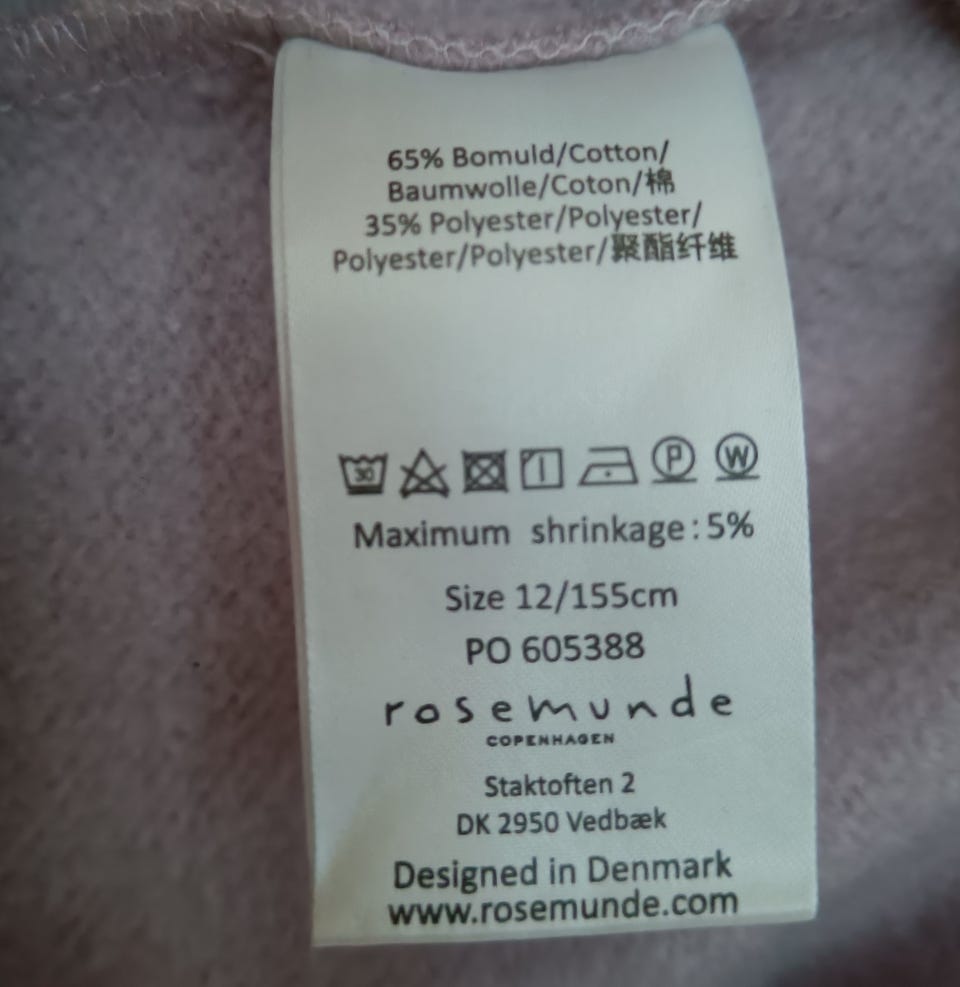 65% Bomuld/Cotton/
Baumwolle/Coton/棉
35% Polyester/Polyester/
Polyester/Polyester/聚酯纤维
30 P W
Maximum shrinkage: 5%
Size 12/155cm
PO 605388
rosemunde
COPENHAGEN
Staktoften 2
DK 2950 Vedbæk
Designed in Denmark
www.rosemunde.com